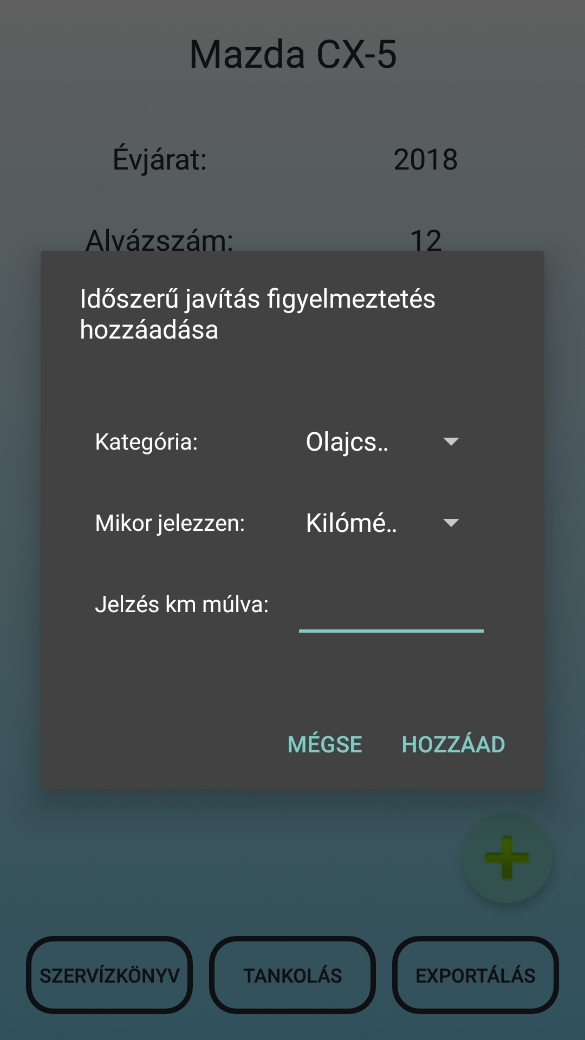 Mazda CX-5
Évjárat: 2018
Alvázszám: 12
Időszerű javítás figyelmeztetés
hozzáadása
Kategória: Olajcs..
Mikor jelezzen: Kilómé..
Jelzés km múlva:
MÉGSE HOZZÁAD
SZERVÍZKÖNYV TANKOLÁS EXPORTÁLÁS